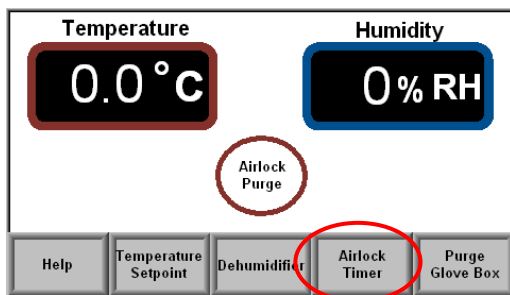 Temperature
Humidity
0.0°C
0% RH
Airlock
Purge
Help
Temperature
Setpoint
Dehumidifier
Airlock
Timer
Purge
Glove Box